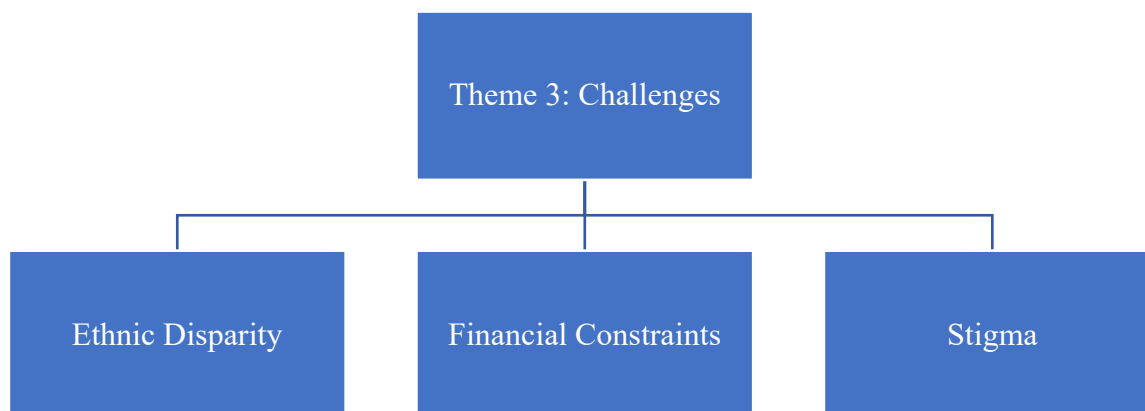 Theme 3: Challenges
Ethnic Disparity
Financial Constraints
Stigma